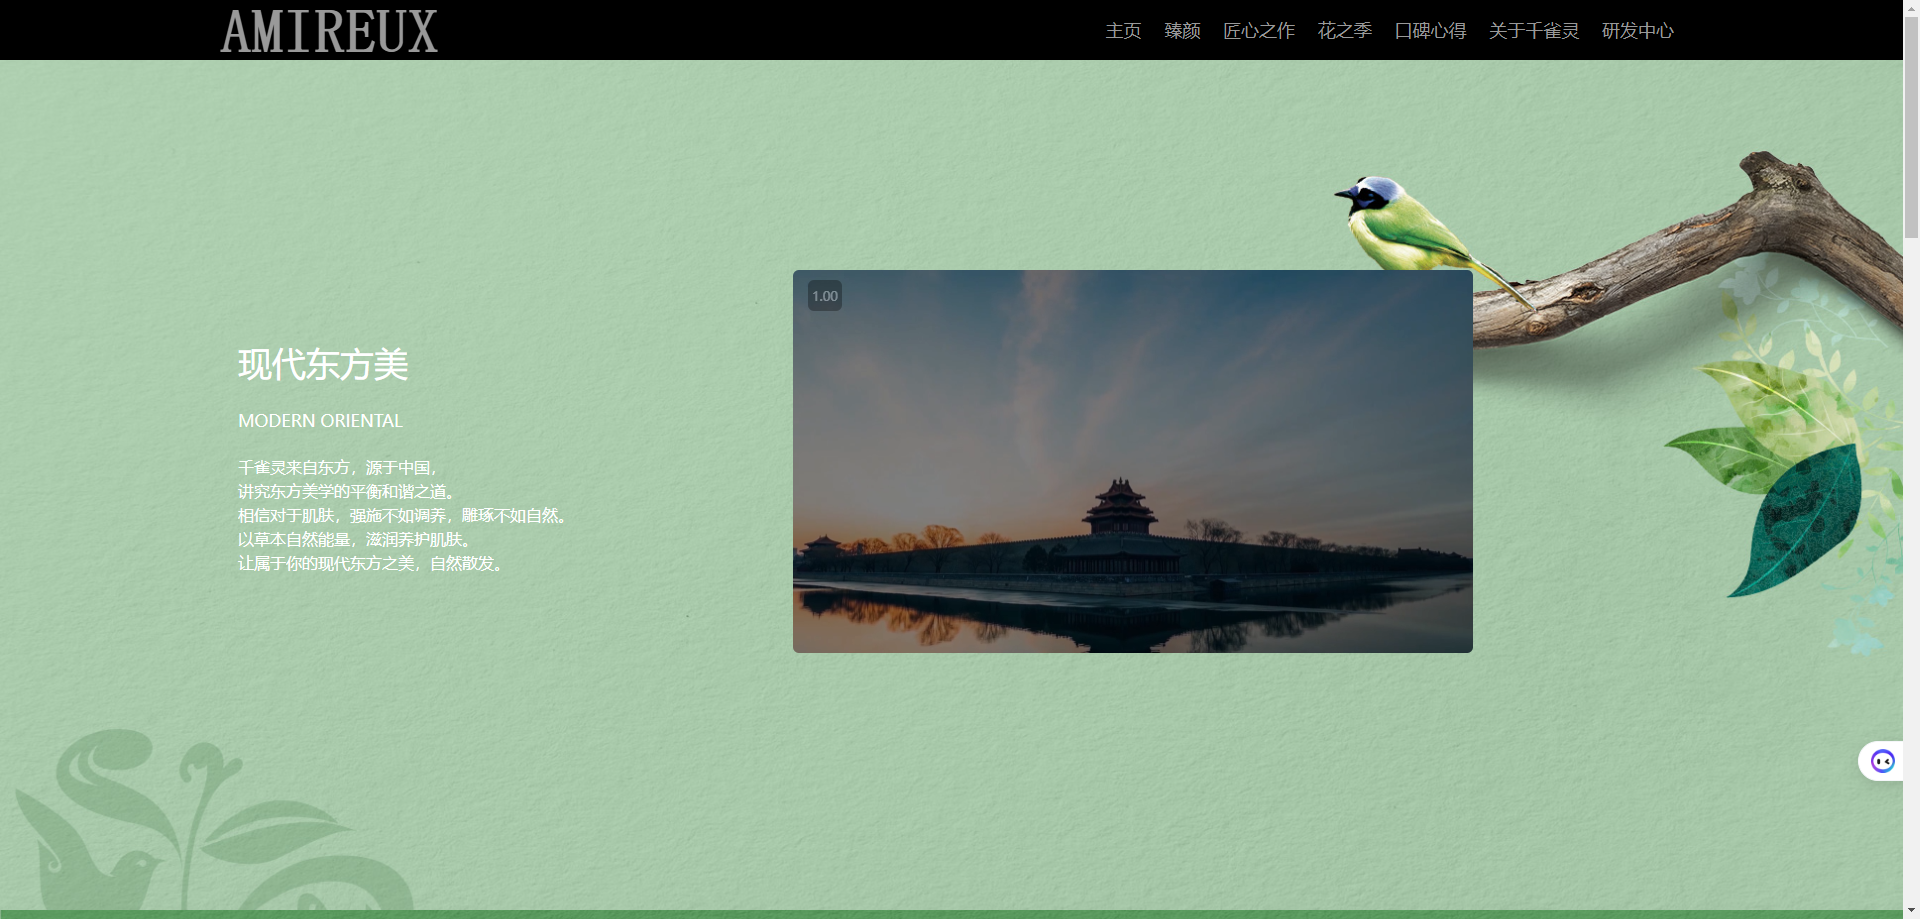 AMIREUX
主页 臻颜 匠心之作 花之季 口碑心得 关于千雀灵 研发中心
1.00
现代东方美
MODERN ORIENTAL
千雀灵来自东方，源于中国，
讲究东方美学的平衡和谐之道。
相信对于肌肤，强施不如调养，雕琢不如自然。
以草本自然能量，滋润养护肌肤。
让属于你的现代东方之美，自然散发。